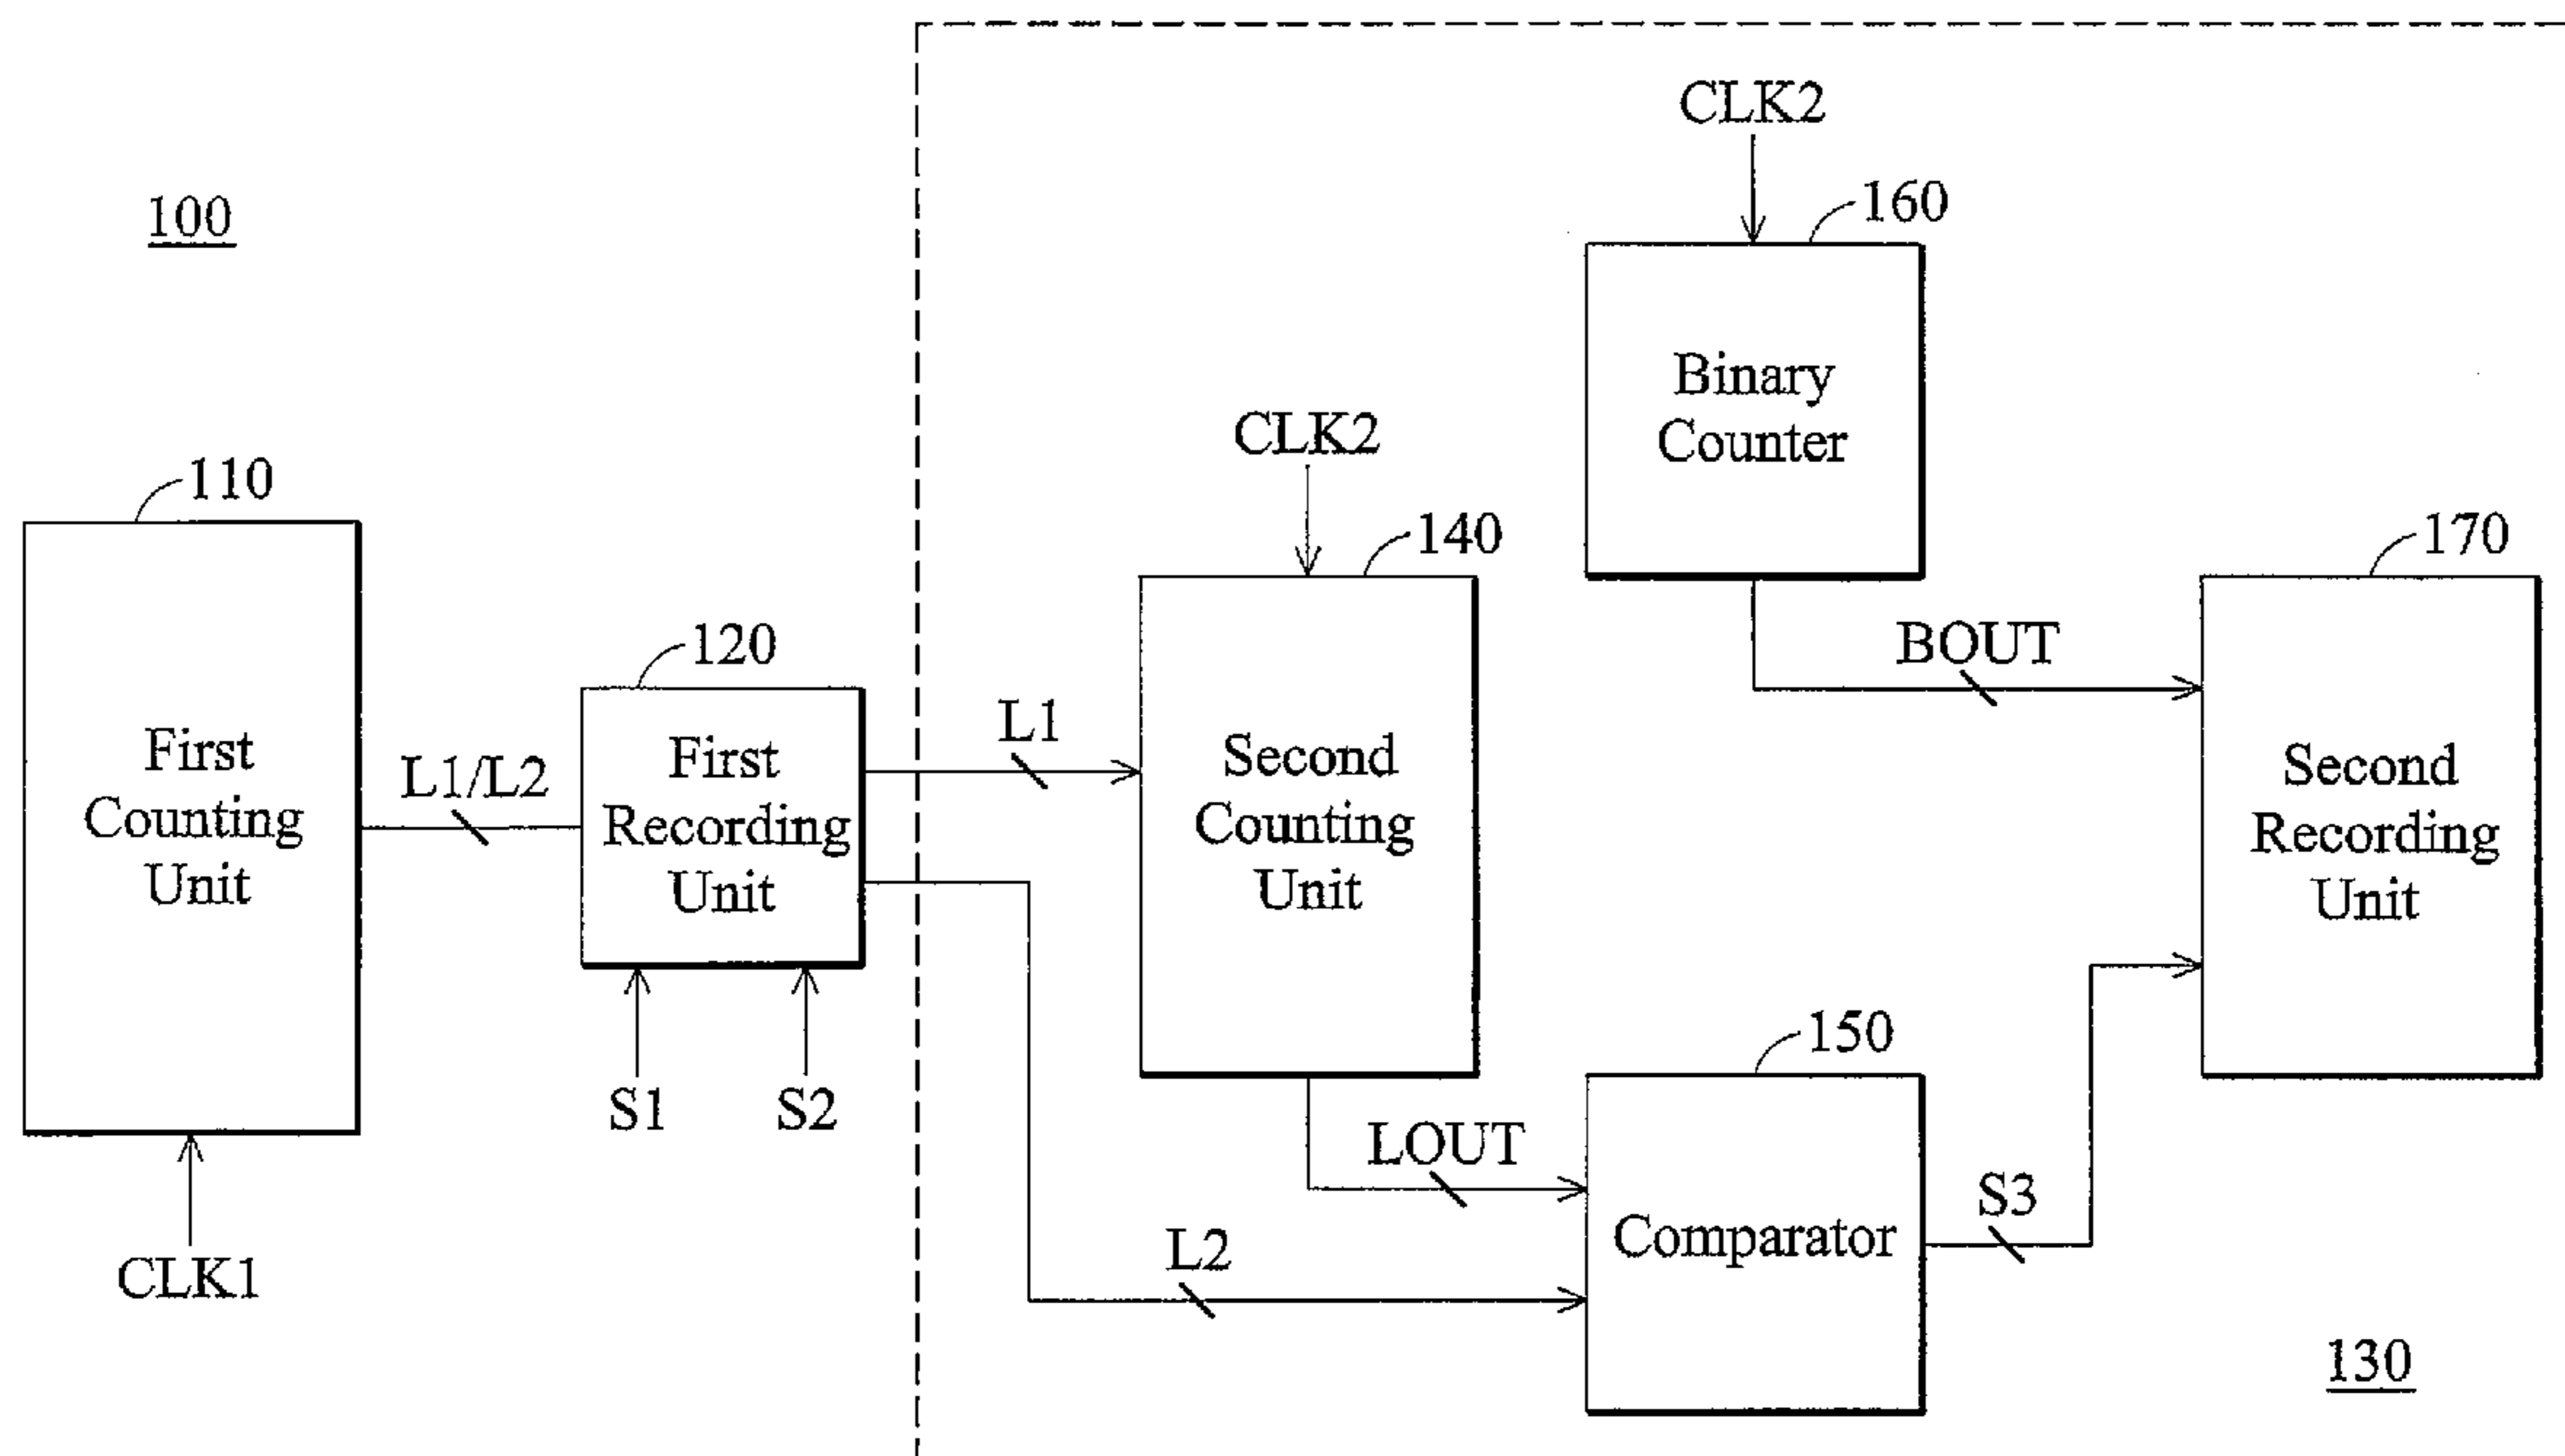 100
110
First
Counting
Unit
CLK1
L1/L2
120
First
Recording
Unit
S1
S2
L1
L2
CLK2
140
Second
Counting
Unit
LOUT
CLK2
160
Binary
Counter
BOUT
150
Comparator
S3
170
Second
Recording
Unit
130